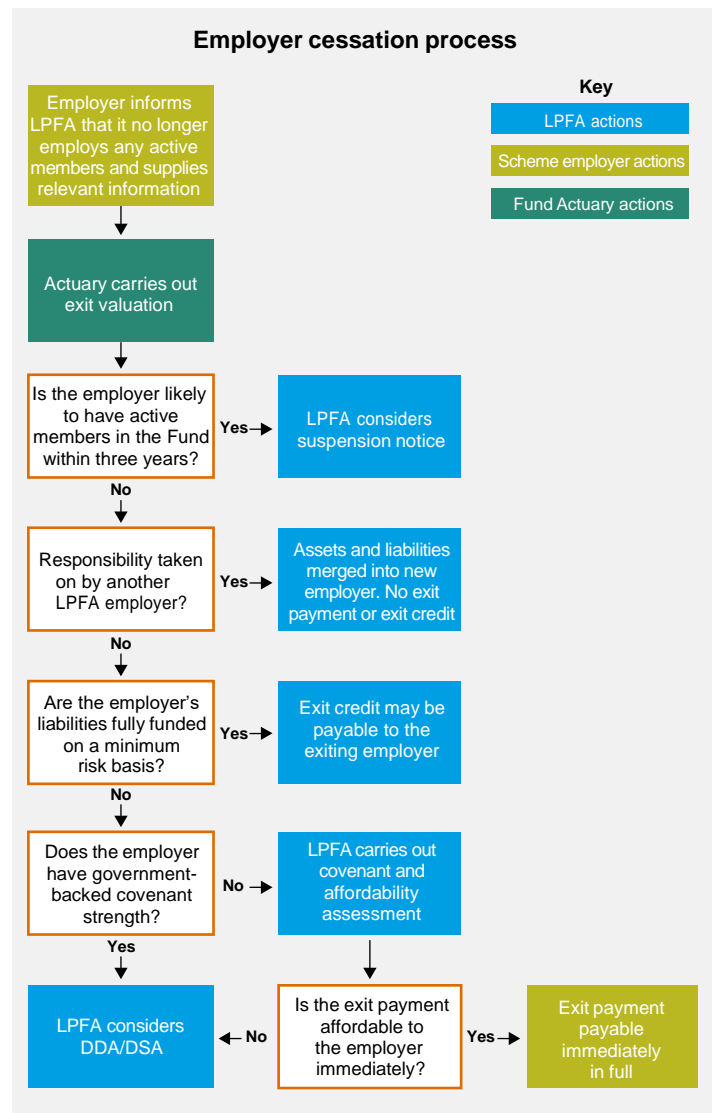 Employer cessation process
Key
LPFA actions
Scheme employer actions
Fund Actuary actions
Employer informs
LPFA that it no longer
employs any active
members and supplies
relevant information
Actuary carries out
exit valuation
Is the employer likely
to have active
members in the Fund
within three years?
Yes
LPFA considers
suspension notice
No
Responsibility taken
on by another
LPFA employer?
Yes
Assets and liabilities
merged into new
employer. No exit
payment or exit credit
No
Are the employer’s
liabilities fully funded
on a minimum
risk basis?
Yes
Exit credit may be
payable to the
exiting employer
No
Does the employer
have government-
backed covenant
strength?
No
LPFA carries out
covenant and
affordability
assessment
Yes
LPFA considers
DDA/DSA
No
Is the exit payment
affordable to
the employer
immediately?
Yes
Exit payment
payable
immediately
in full